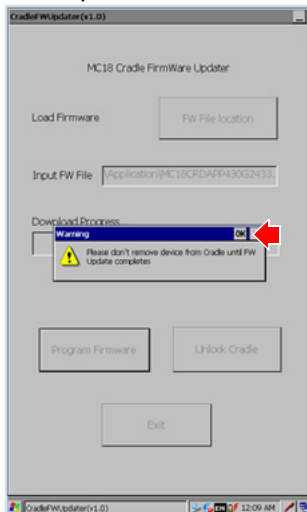 CradleFWUpdater(v1.0)
MC18 Cradle FirmWare Updater
Load Firmware
FW File location
Input FW File
\Application\MC18CRDAPP430G2433.
Download Progress
Warning
OK
Please don't remove device from Cradle until FW
Update completes
Program Firmware
Unlock Cradle
Exit
CradleFWUpdater(v1.0)
EN
12:09 AM